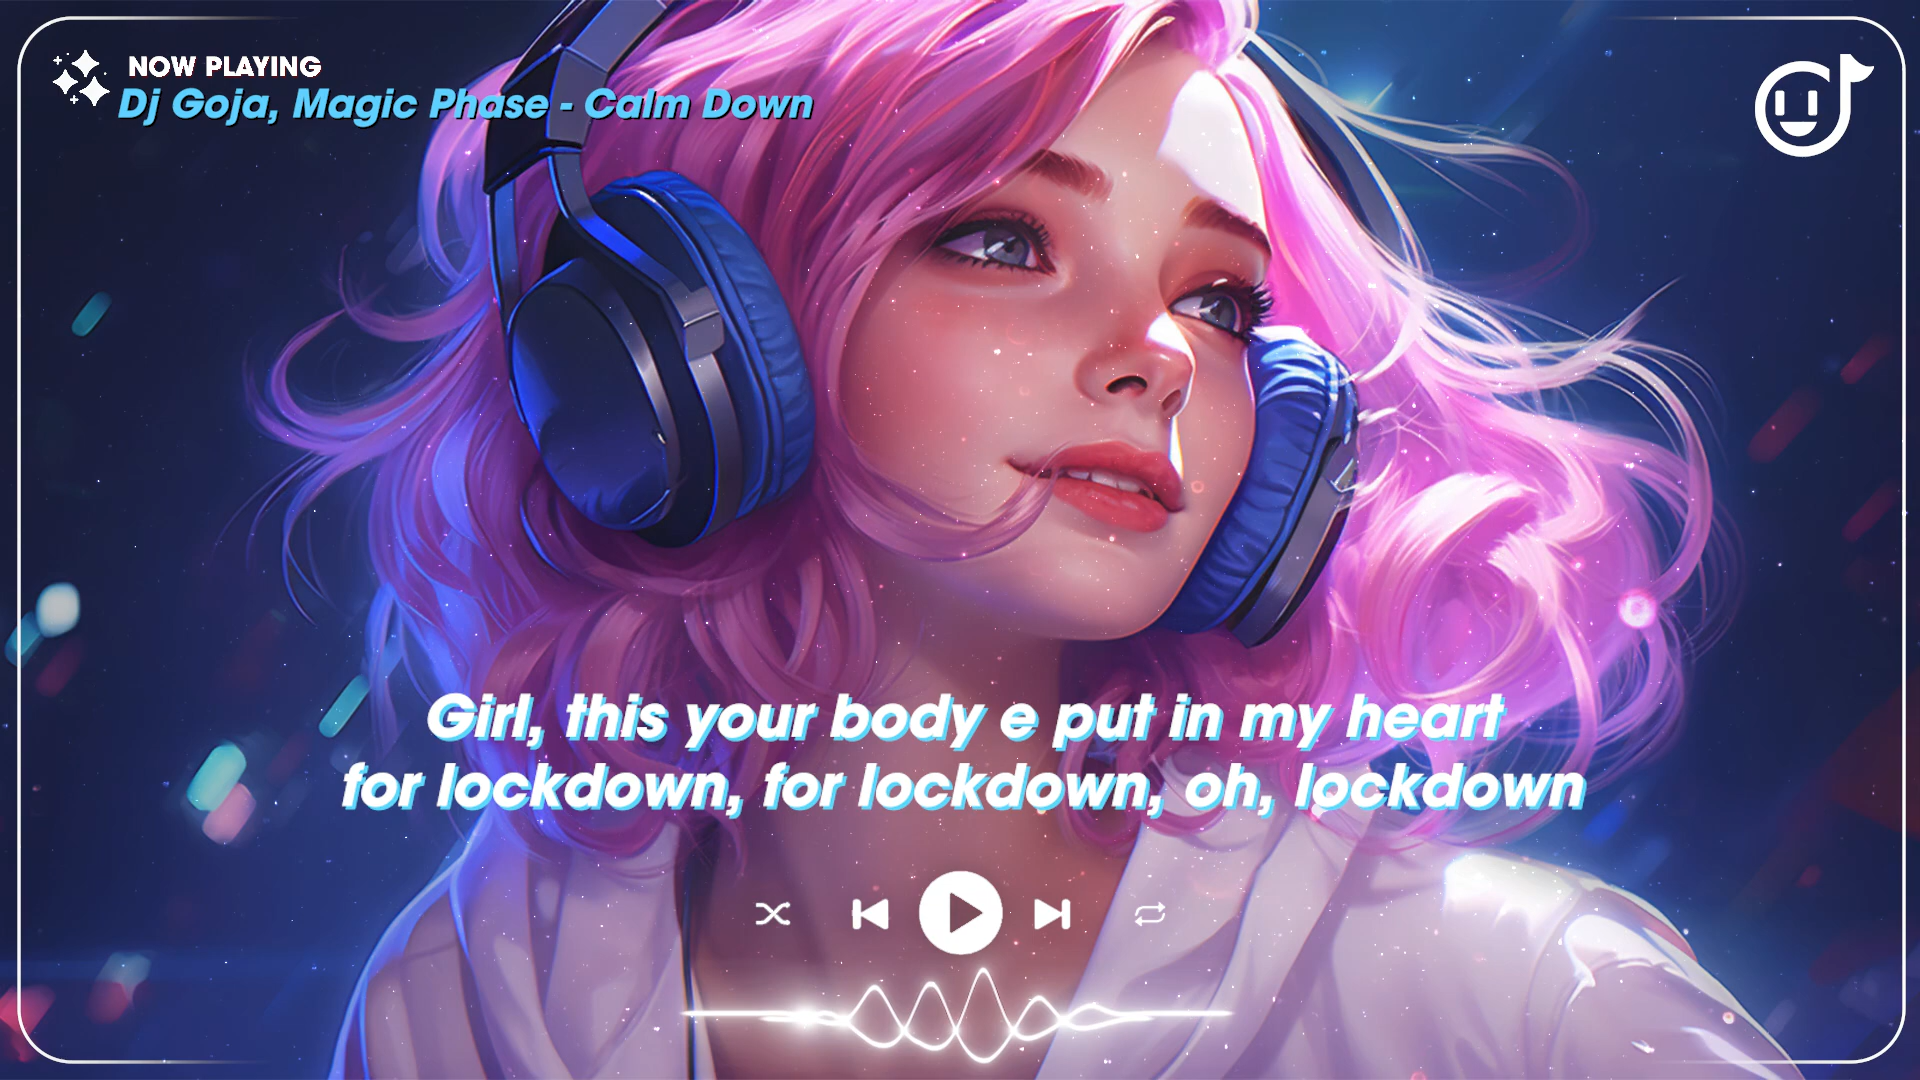 NOW PLAYING
Dj Goja, Magic Phase - Calm Down
Girl, this your body e put in my heart
for lockdown, for lockdown, oh, lockdown